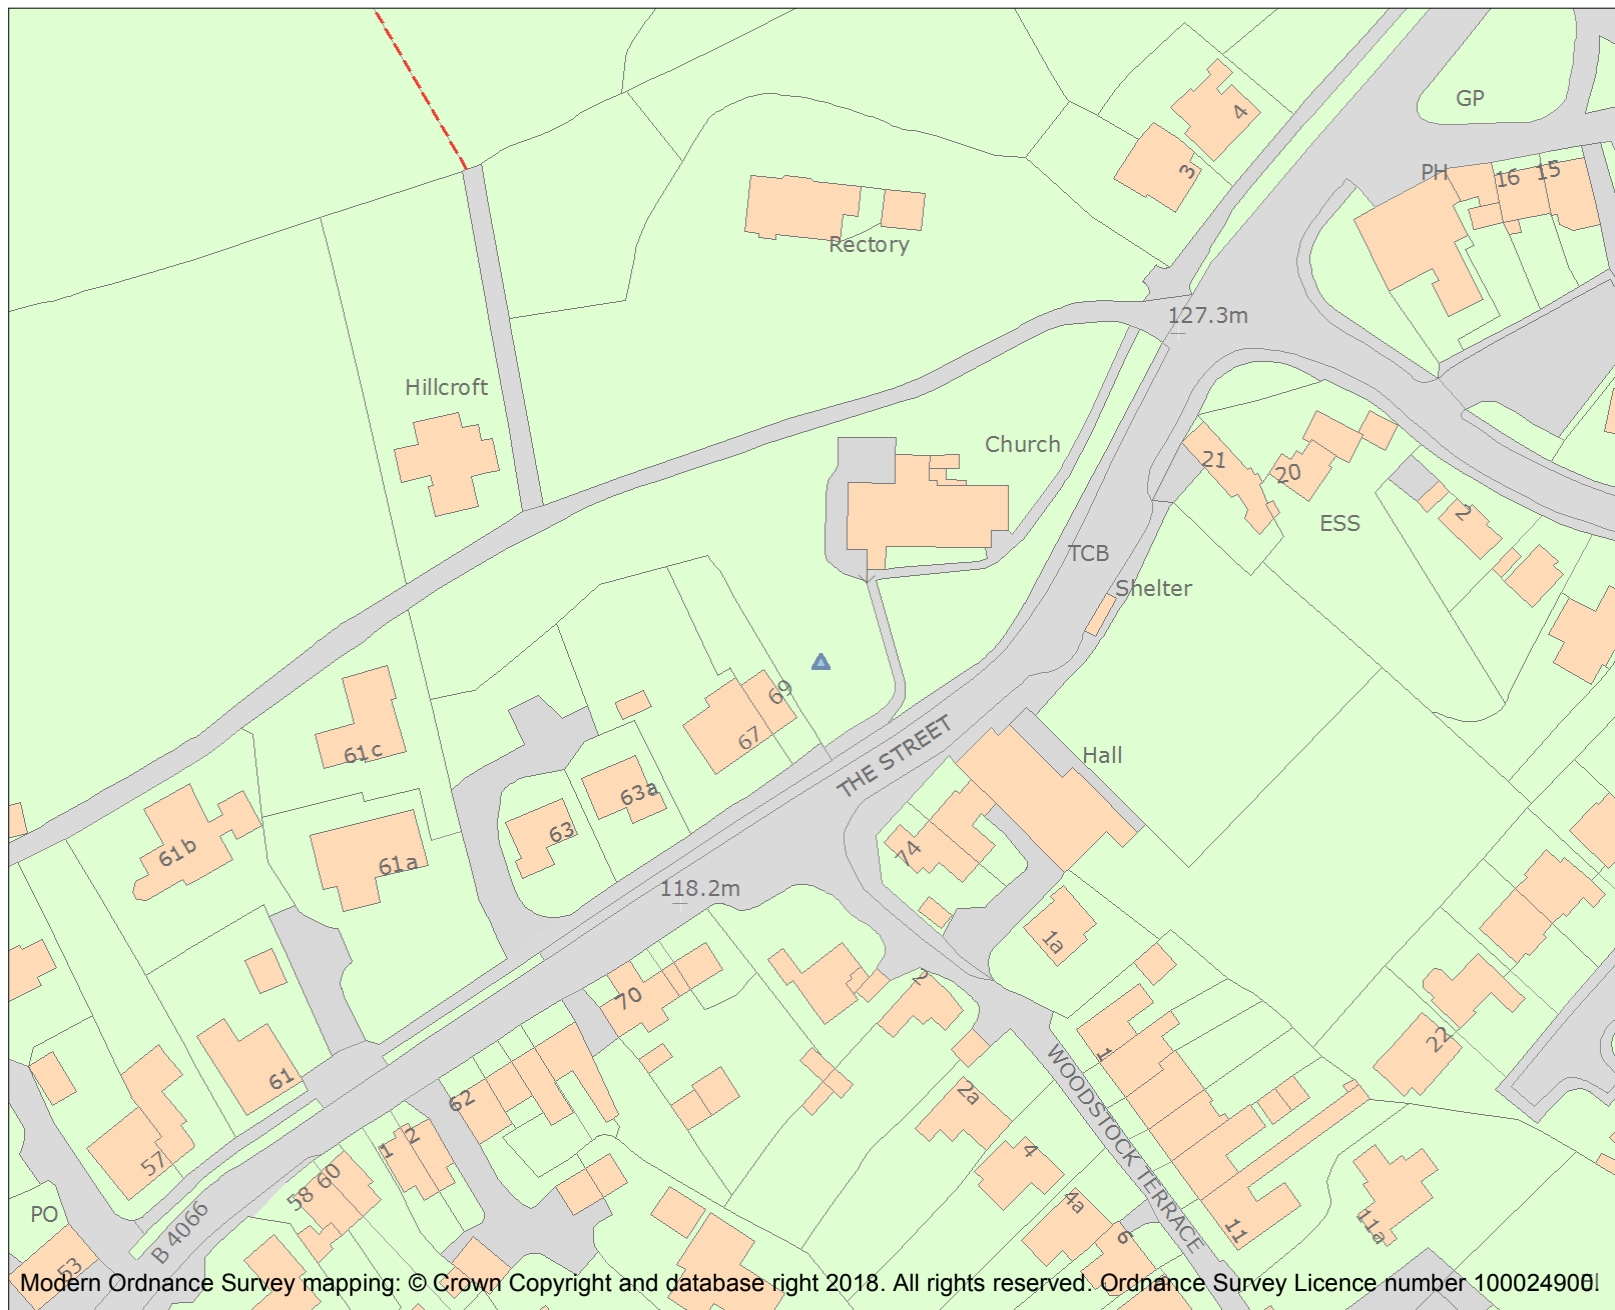 GP
4
3
PH
16
15
Rectory
127.3m
Hillcroft
Church
21
20
2
ESS
TCB
Shelter
69
67
THE STREET
Hall
61c
63a
63
61b
61a
74
118.2m
1a
2
70
22
1
61
62
2a
WOODSTOCK TERRACE
1
2
57
58
60
4
4a
PO
B 4066
6
11
11a
53
Modern Ordnance Survey mapping: © Crown Copyright and database right 2018. All rights reserved. Ordnance Survey Licence number 100024900.